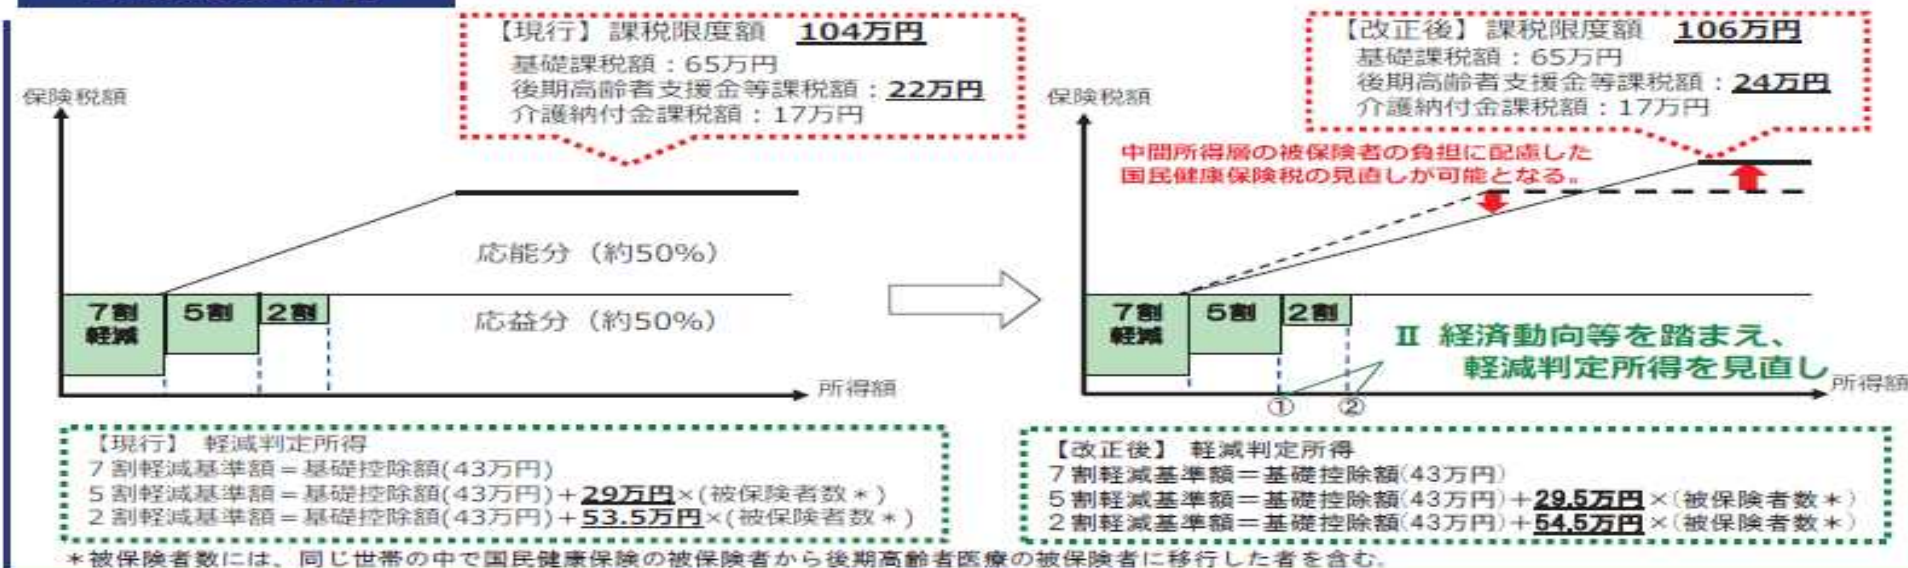 【現行】課税限度額 104万円
基礎課税額：65万円
後期高齢者支援金等課税額：22万円
介護納付金課税額：17万円
保険税額
応能分（約50%）
7割
軽減
5割
2割
応益分（約50%）
所得額
【現行】 軽減判定所得
7割軽減基準額＝基礎控除額(43万円)
5割軽減基準額＝基礎控除額(43万円)+29万円×(被保険者数＊)
2割軽減基準額＝基礎控除額(43万円)+53.5万円×(被保険者数＊)
【改正後】課税限度額 106万円
基礎課税額：65万円
後期高齢者支援金等課税額：24万円
介護納付金課税額：17万円
保険税額
中間所得層の被保険者の負担に配慮した
国民健康保険税の見直しが可能となる。
7割
軽減
5割
2割
Ⅱ 経済動向等を踏まえ、
軽減判定所得を見直し
所得額
① ②
【改正後】 軽減判定所得
7割軽減基準額＝基礎控除額(43万円)
5割軽減基準額＝基礎控除額(43万円)+29.5万円×(被保険者数＊)
2割軽減基準額＝基礎控除額(43万円)+54.5万円×(被保険者数＊)
＊被保険者数には、同じ世帯の中で国民健康保険の被保険者から後期高齢者医療の被保険者に移行した者を含む。